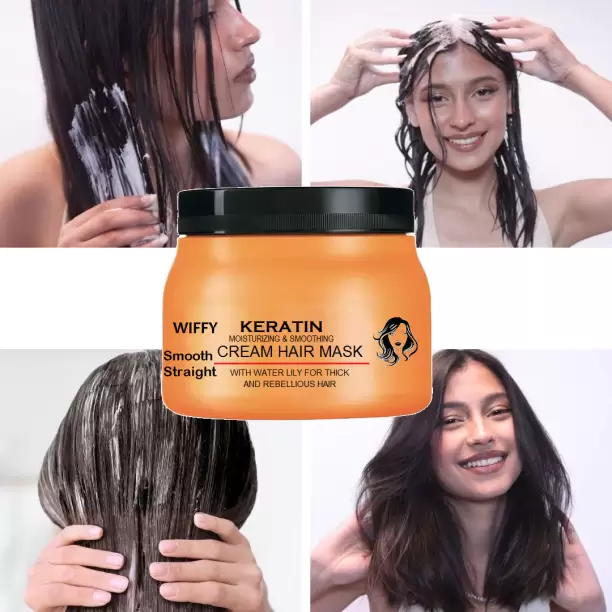 WIFFY KERATIN
MOISTURIZING & SMOOTHING
Smooth CREAM HAIR MASK
Straight WITH WATER LILY FOR THICK
AND REBELLIOUS HAIR